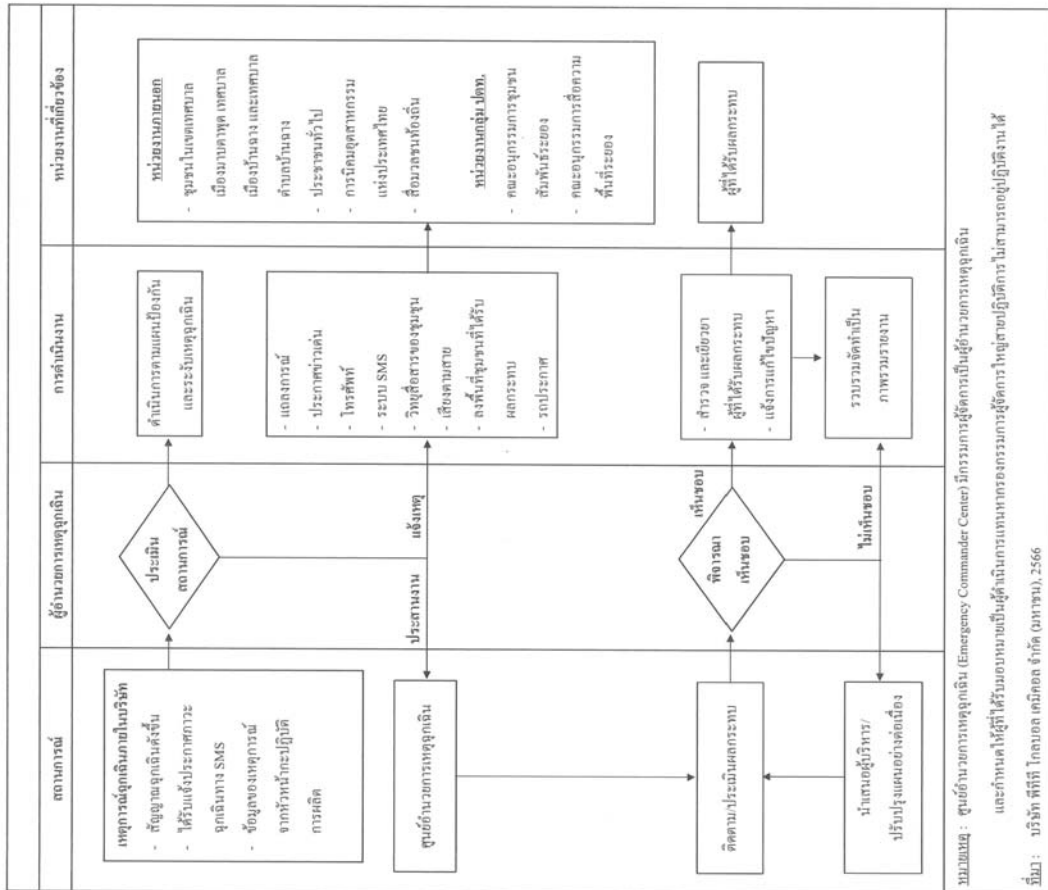 สถานการณ์
ผู้อำนวยการเหตุฉุกเฉิน
การดำเนินงาน
หน่วยงานที่เกี่ยวข้อง
เหตุการณ์ฉุกเฉินภายในบริษัท
- สัญญาณฉุกเฉินดังขึ้น
- ได้รับแจ้งประกาศภาวะ
ฉุกเฉินทาง SMS
- ข้อมูลของเหตุการณ์
จากหัวหน้ากะปฏิบัติ
การผลิต
ประเมิน
สถานการณ์
ดำเนินการตามแผนป้องกัน
และระงับเหตุฉุกเฉิน
ประสานงาน
แจ้งเหตุ
ศูนย์อำนวยการเหตุฉุกเฉิน
- แถลงการณ์
- ประกาศข่าวเด่น
- โทรศัพท์
- ระบบ SMS
- วิทยุสื่อสารของชุมชน
- เสียงตามสาย
- ลงพื้นที่ชุมชนที่ได้รับ
ผลกระทบ
- รถประกาศ
หน่วยงานภายนอก
- ชุมชนในเขตเทศบาล
เมืองมาบตาพุด เทศบาล
เมืองบ้านฉาง และเทศบาล
ตำบลบ้านฉาง
- ประชาชนทั่วไป
- การนิคมอุตสาหกรรม
แห่งประเทศไทย
- สื่อมวลชนท้องถิ่น
หน่วยงานกลุ่ม ปตท.
- คณะอนุกรรมการชุมชน
สัมพันธ์ระยอง
- คณะอนุกรรมการสื่อความ
พื้นที่ระยอง
ติดตาม/ประเมินผลกระทบ
พิจารณา
เห็นชอบ
เห็นชอบ
ไม่เห็นชอบ
- สำรวจ และเยียวยา
ผู้ที่ได้รับผลกระทบ
- แจ้งการแก้ไขปัญหา
ผู้ที่ได้รับผลกระทบ
นำเสนอผู้บริหาร/
ปรับปรุงแผนอย่างต่อเนื่อง
รวบรวมจัดทำเป็น
ภาพรวมรายงาน
หมายเหตุ : ศูนย์อำนวยการเหตุฉุกเฉิน (Emergency Commander Center) มีกรรมการผู้จัดการเป็นผู้อำนวยการเหตุฉุกเฉิน
และกำหนดให้ผู้ที่ได้รับมอบหมายเป็นผู้ดำเนินการแทนหากรองกรรมการผู้จัดการใหญ่สายปฏิบัติการไม่สามารถอยู่ปฏิบัติงานได้
ที่มา : บริษัท พีทีที โกลบอล เคมิคอล จำกัด (มหาชน), 2566